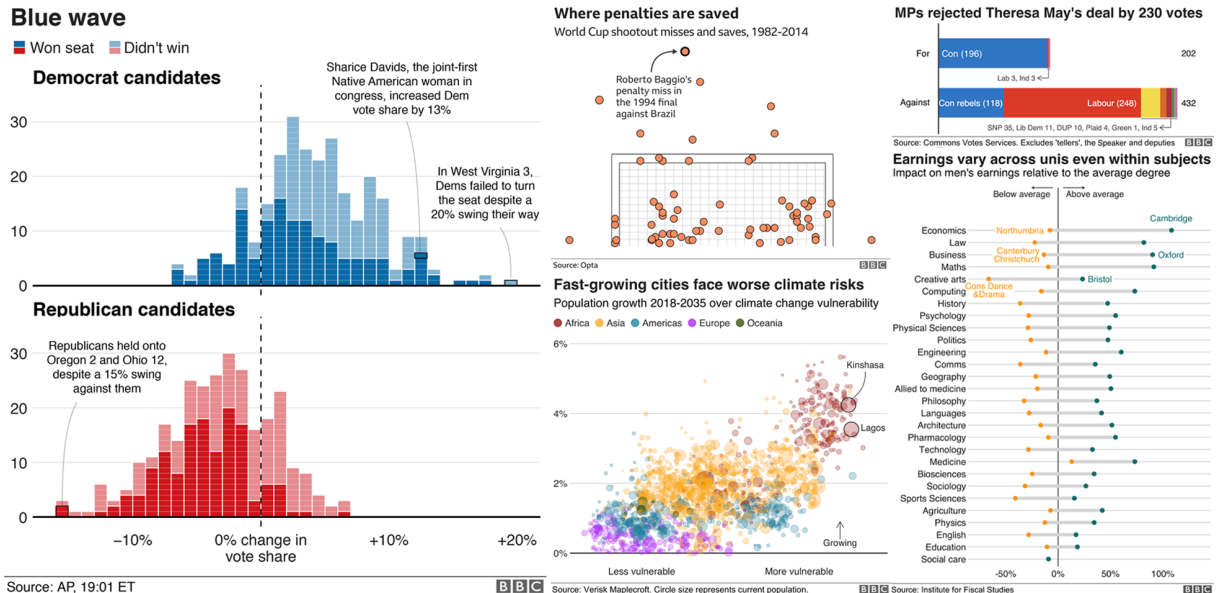 Blue wave
Won seat
Didn't win
Democrat candidates
Sharice Davids, the joint-first
Native American woman in
congress, increased Dem
vote share by 13%
In West Virginia 3,
Dems failed to turn
the seat despite a
20% swing their way
30
20
10
0
Republican candidates
Republicans held onto
Oregon 2 and Ohio 12,
despite a 15% swing
against them
30
20
10
0
−10%
0% change in
vote share
+10%
+20%
Source: AP, 19:01 ET
BBC
Where penalties are saved
World Cup shootout misses and saves, 1982-2014
Roberto Baggio's
penalty miss in
the 1994 final
against Brazil
Source: Opta
BBC
Fast-growing cities face worse climate risks
Population growth 2018-2035 over climate change vulnerability
Africa
Asia
Americas
Europe
Oceania
6%
4%
2%
0%
Kinshasa
Lagos
Growing
Less vulnerable
More vulnerable
Source: Verisk Maplecroft. Circle size represents current population.
BBC
MPs rejected Theresa May's deal by 230 votes
For
Con (196)
202
Lab 3, Ind 3
Against
Con rebels (118)
Labour (248)
432
SNP 35, Lib Dem 11, DUP 10, Plaid 4, Green 1, Ind 5
Source: Commons Votes Services. Excludes 'tellers', the Speaker and deputies
BBC
Earnings vary across unis even within subjects
Impact on men's earnings relative to the average degree
Below average
Above average
Cambridge
Economics
Northumbria
Law
Business
Canterbury
Christchuch
Oxford
Maths
Creative arts
Bristol
Cons Dance
&Drama
Computing
History
Psychology
Physical Sciences
Politics
Engineering
Comms
Geography
Allied to medicine
Philosophy
Languages
Architecture
Pharmacology
Technology
Medicine
Biosciences
Sociology
Sports Sciences
Agriculture
Physics
English
Education
Social care
-50%
0%
50%
100%
Source: Institute for Fiscal Studies
BBC